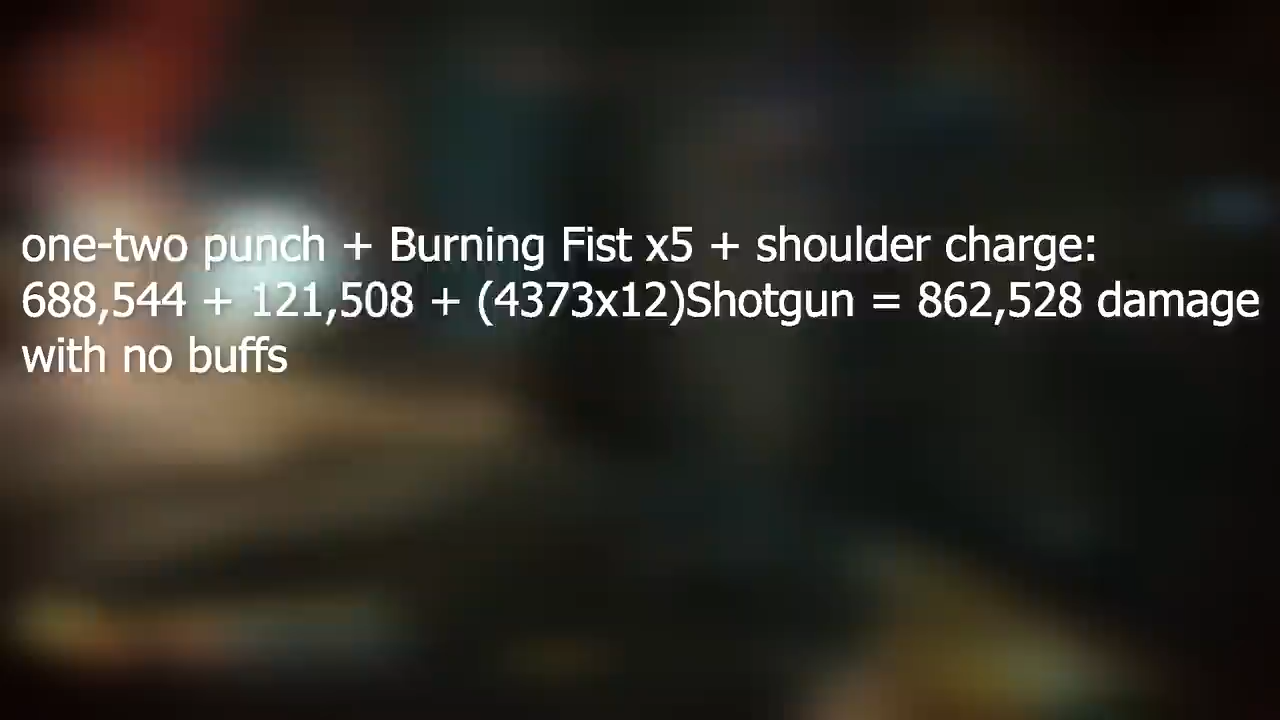 one-two punch + Burning Fist x5 + shoulder charge:
688,544 + 121,508 + (4373x12)Shotgun = 862,528 damage
with no buffs